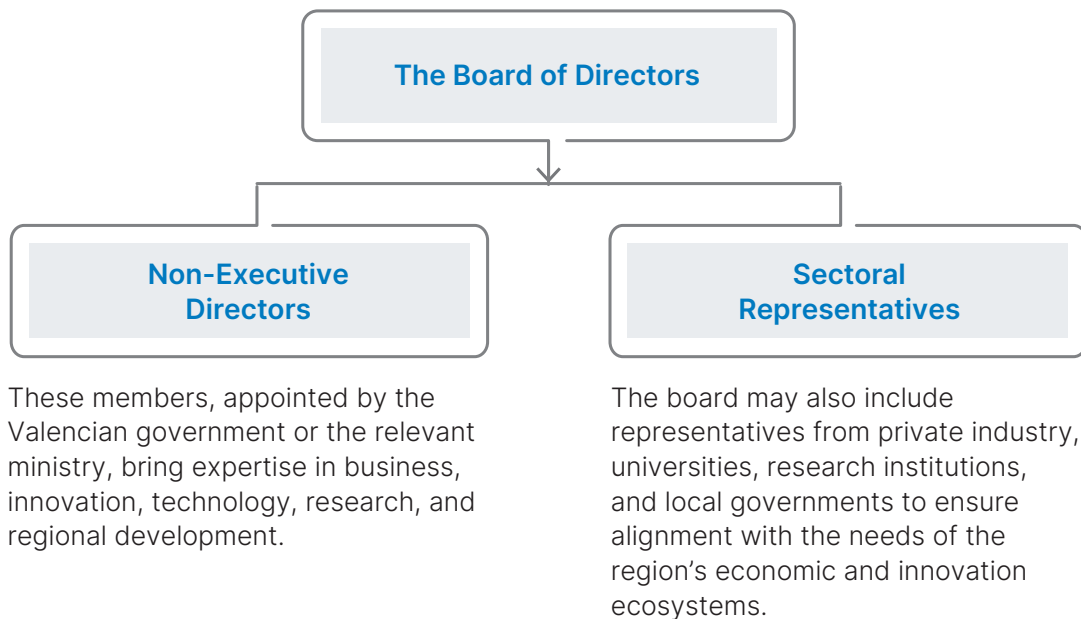 The Board of Directors
Non-Executive
Directors
These members, appointed by the
Valencian government or the relevant
ministry, bring expertise in business,
innovation, technology, research, and
regional development.
Sectoral
Representatives
The board may also include
representatives from private industry,
universities, research institutions,
and local governments to ensure
alignment with the needs of the
region’s economic and innovation
ecosystems.